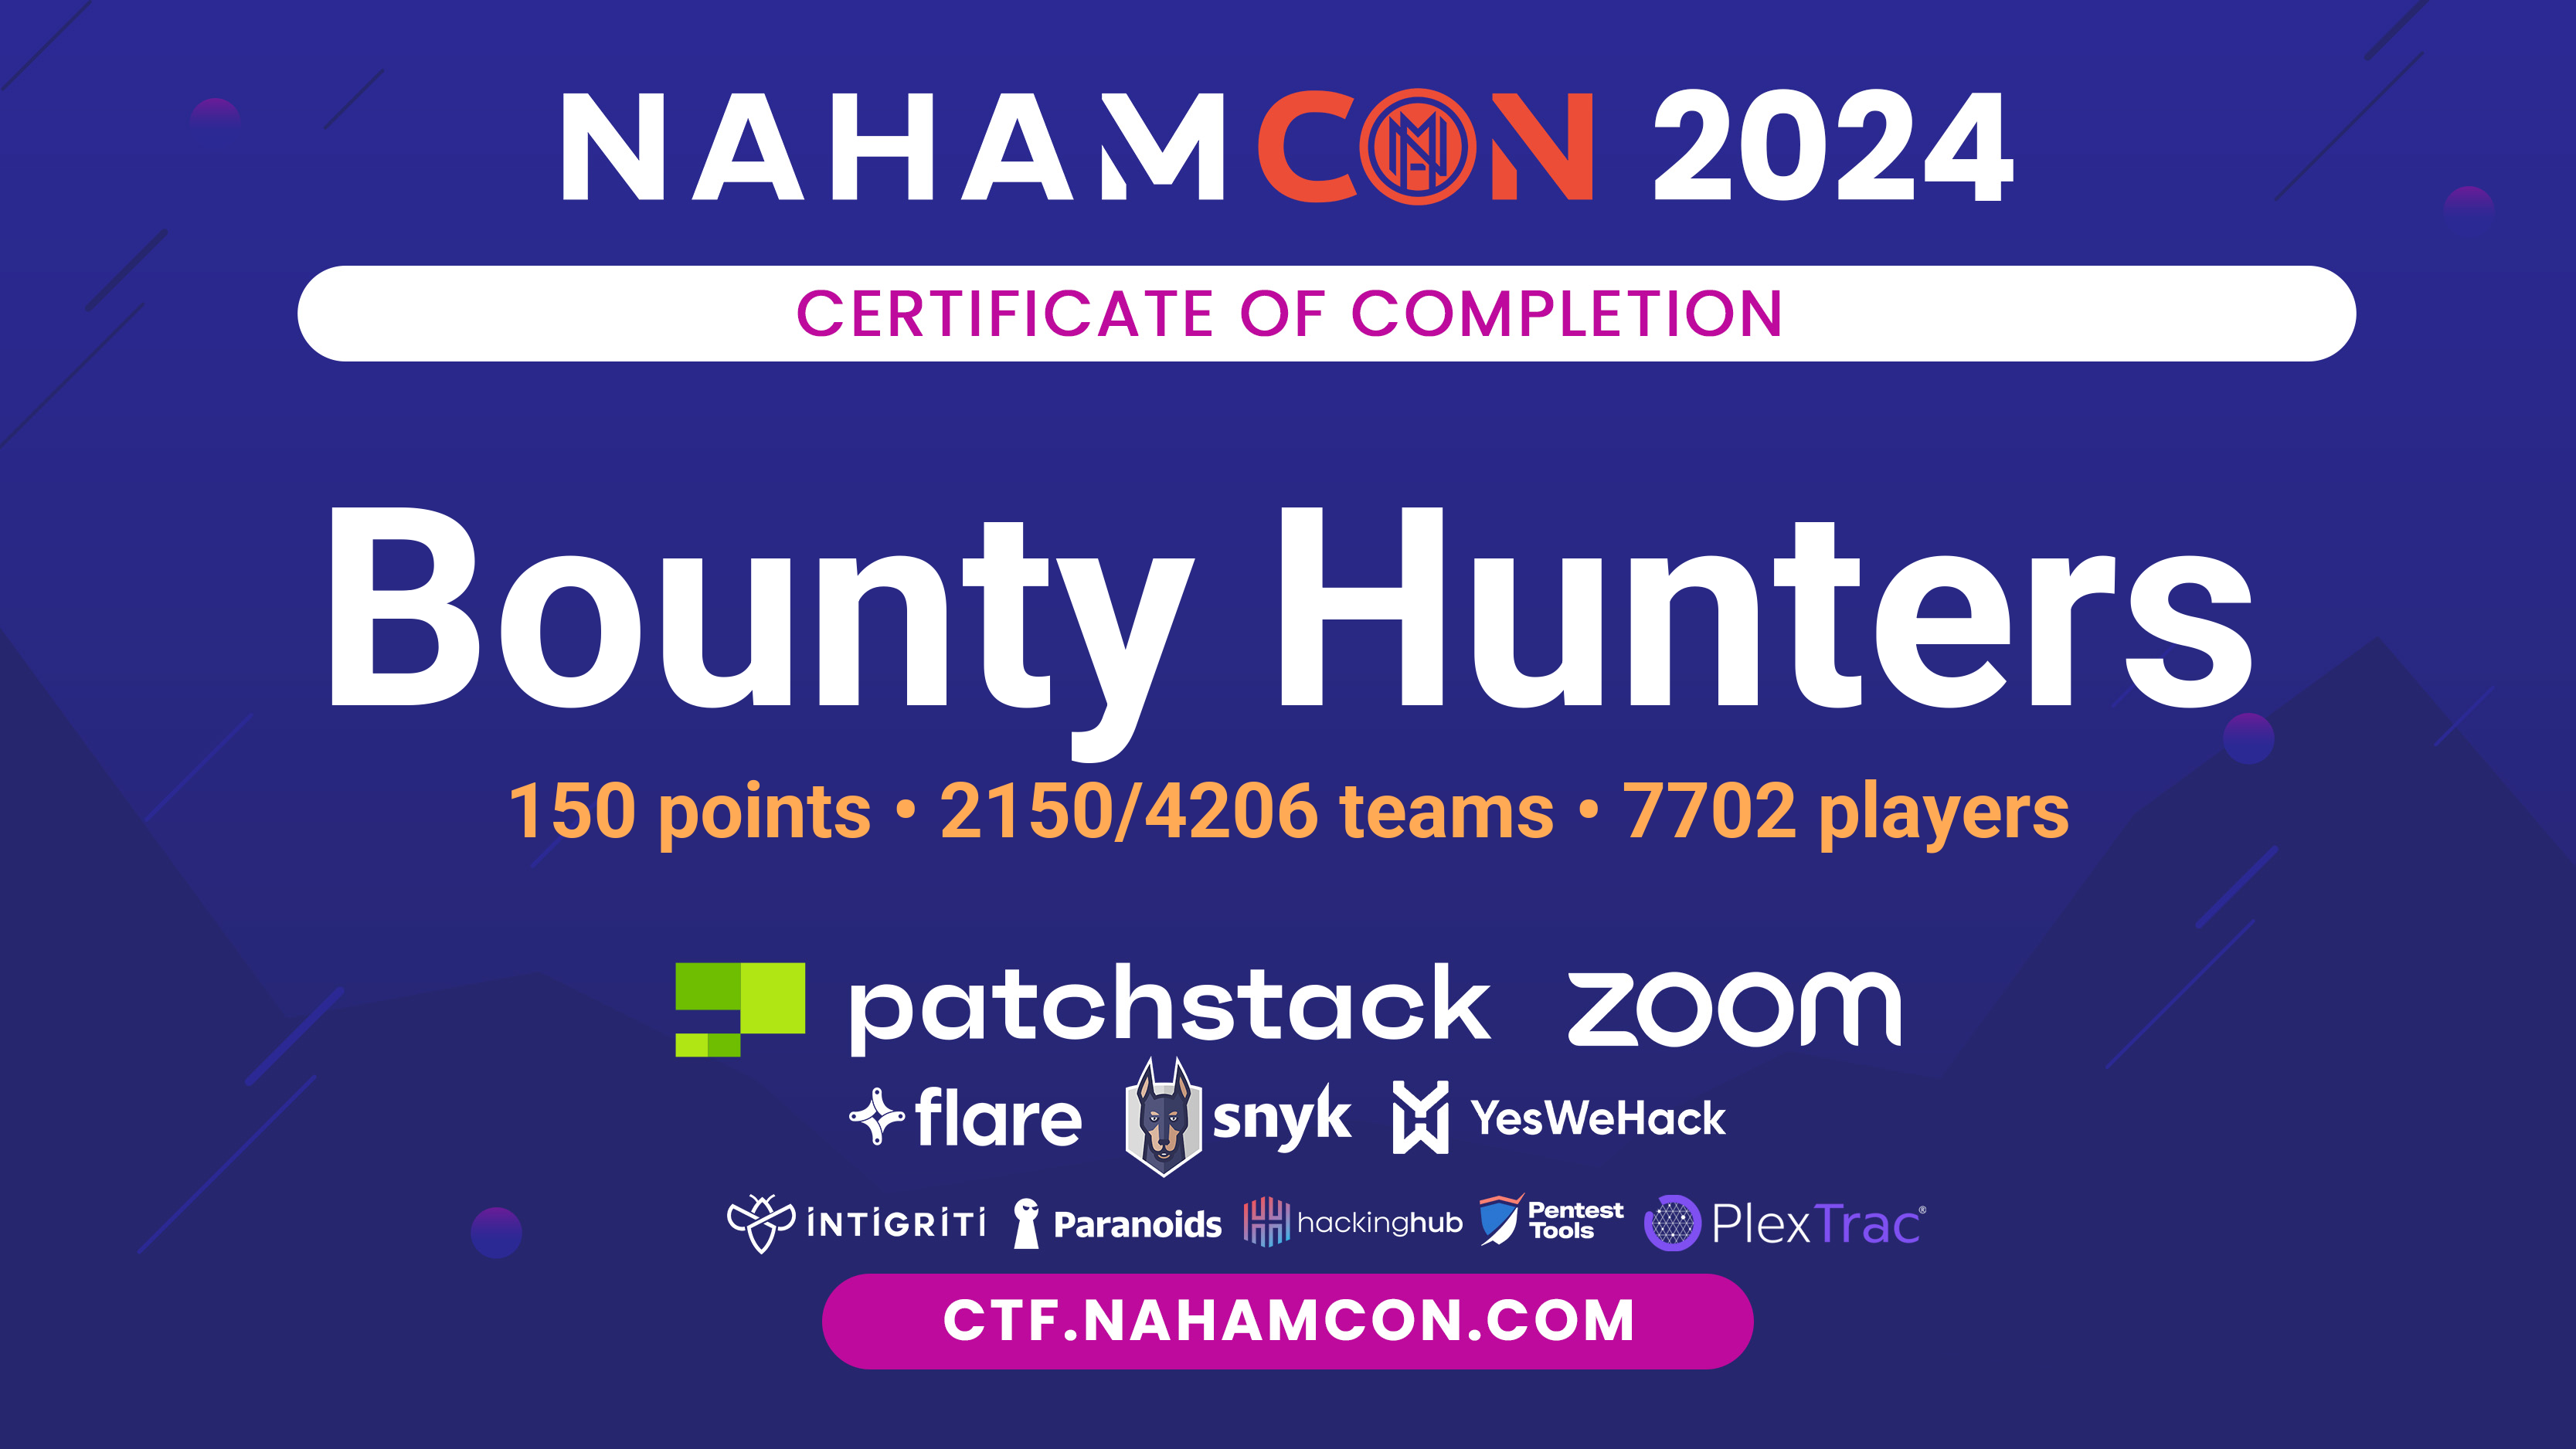 NAHAMCON 2024
CERTIFICATE OF COMPLETION
Bounty Hunters
150 points • 2150/4206 teams • 7702 players
patchstack zoom
flare snyk YesWeHack
INTIGRITI Paranoids hackinghub Pentest Tools PlexTrac®
CTF.NAHAMCON.COM